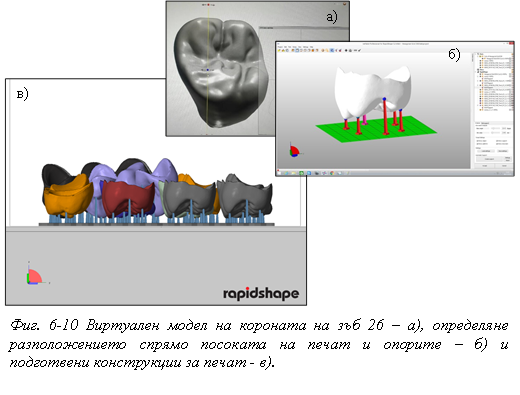 а)
б)
в)
rapidshape
Фиг. 6-10 Виртуален модел на короната на зъб 26 – а), определяне
разположението спрямо посоката на печат и опорите – б) и
подготвени конструкции за печат - в).